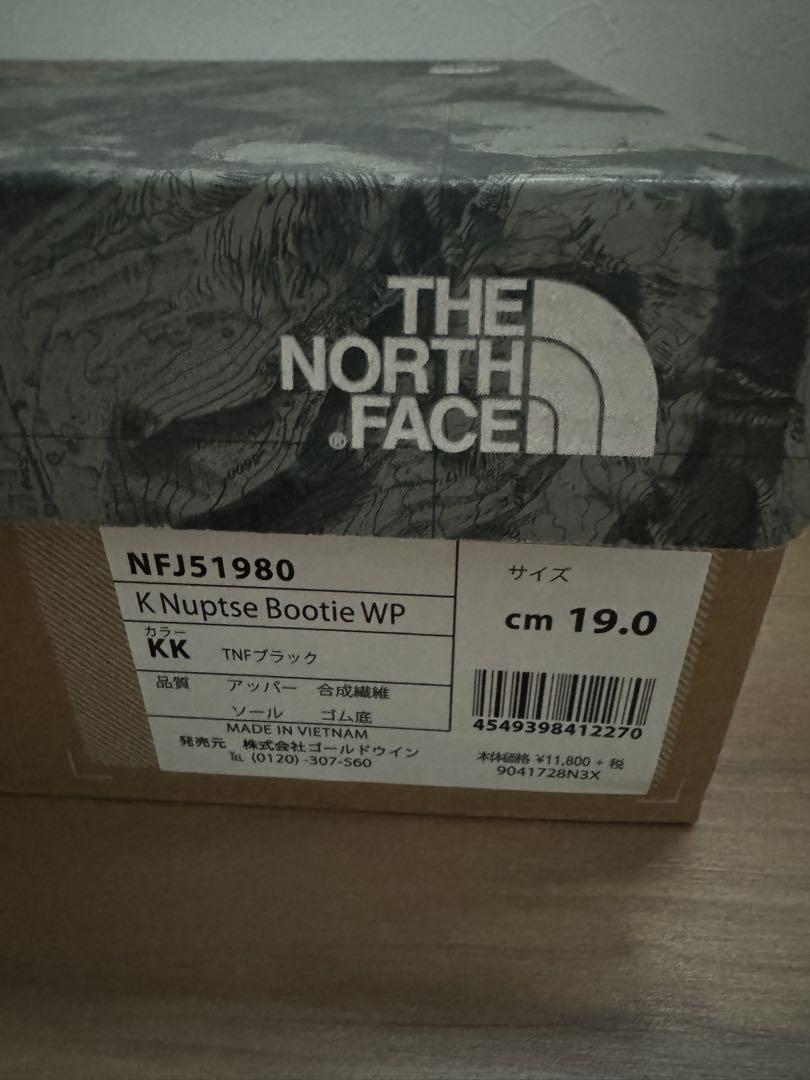 THE
NORTH
FACE
®
NFJ51980
K Nuptse Bootie WP
カラー
KK TNFブラック
品質 アッパー 合成繊維
ソール ゴム底
MADE IN VIETNAM
発売元 株式会社ゴールドウイン
℡ (0120)-307-560
サイズ
cm 19.0
4549398412270
本体価格 ¥11,800 + 税
9041728N3X